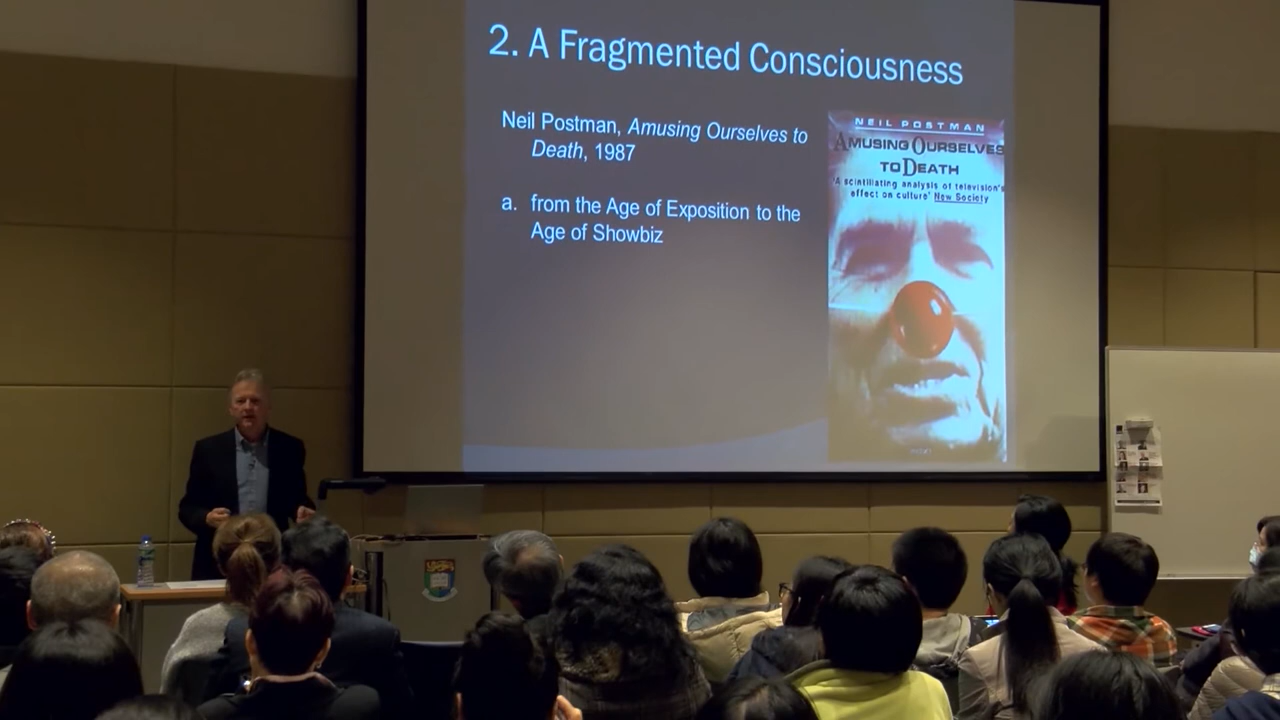 2. A Fragmented Consciousness
Neil Postman, Amusing Ourselves to
Death, 1987
a. from the Age of Exposition to the
Age of Showbiz
NEIL POSTMAN
AMUSING OURSELVES
TO DEATH
'A scintillating analysis of television's
effect on culture' New Society